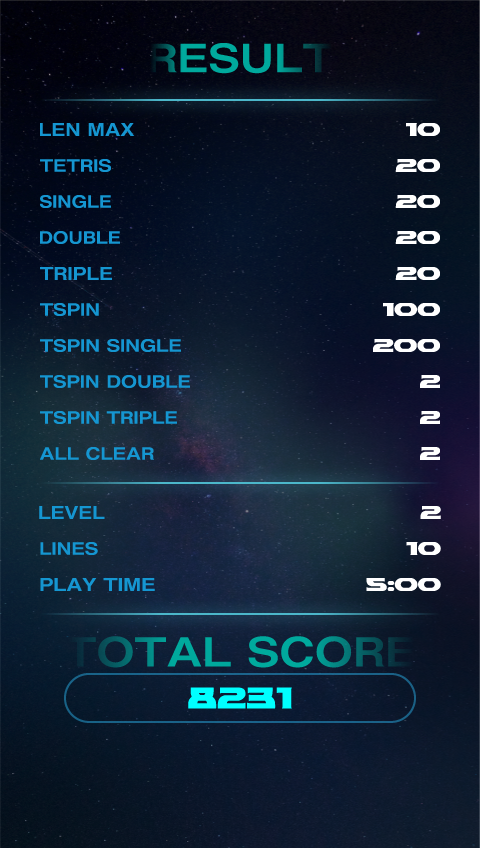 RESULT
LEN MAX 10
TETRIS 20
SINGLE 20
DOUBLE 20
TRIPLE 20
TSPIN 100
TSPIN SINGLE 200
TSPIN DOUBLE 2
TSPIN TRIPLE 2
ALL CLEAR 2
LEVEL 2
LINES 10
PLAY TIME 5:00
TOTAL SCORE
8231